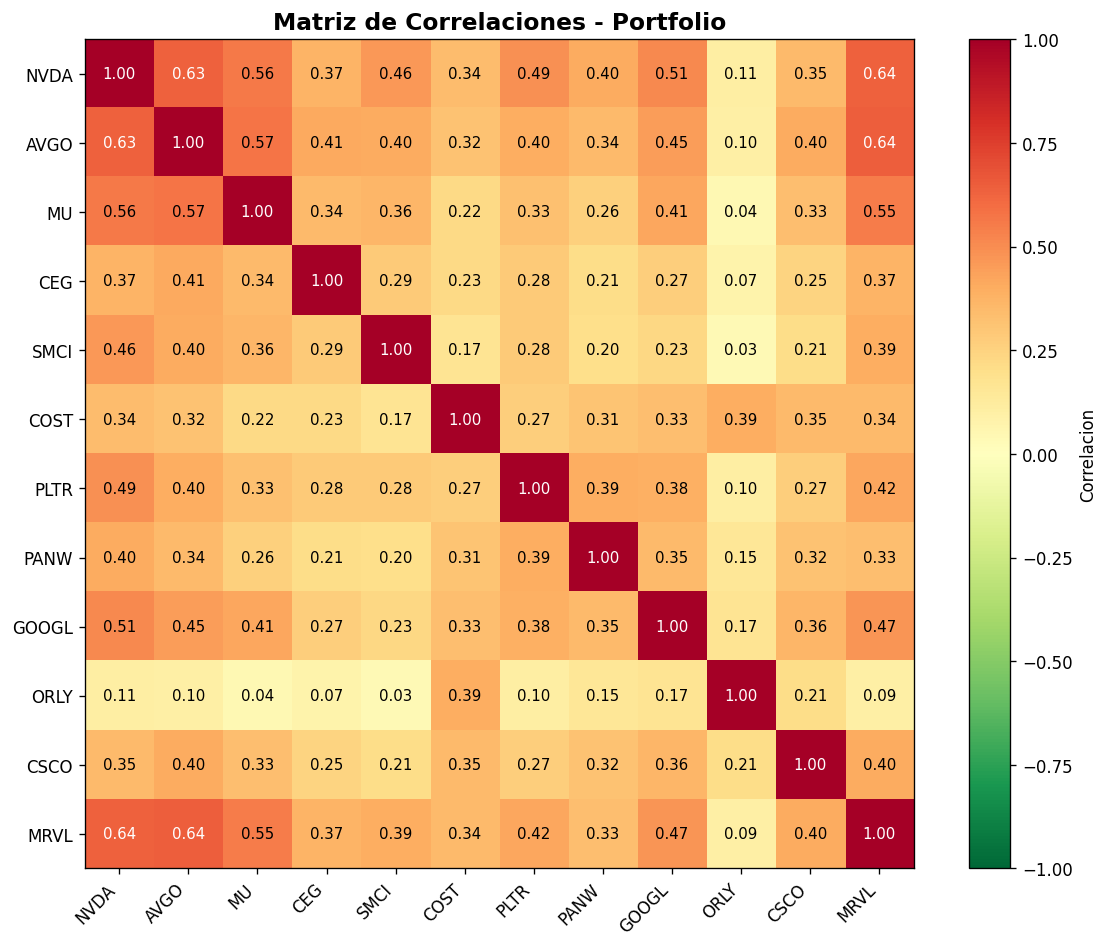 Matriz de Correlaciones - Portfolio
NVDA 1.00 0.63 0.56 0.37 0.46 0.34 0.49 0.40 0.51 0.11 0.35 0.64
AVGO 0.63 1.00 0.57 0.41 0.40 0.32 0.40 0.34 0.45 0.10 0.40 0.64
MU 0.56 0.57 1.00 0.34 0.36 0.22 0.33 0.26 0.41 0.04 0.33 0.55
CEG 0.37 0.41 0.34 1.00 0.29 0.23 0.28 0.21 0.27 0.07 0.25 0.37
SMCI 0.46 0.40 0.36 0.29 1.00 0.17 0.28 0.20 0.23 0.03 0.21 0.39
COST 0.34 0.32 0.22 0.23 0.17 1.00 0.27 0.31 0.33 0.39 0.35 0.34
PLTR 0.49 0.40 0.33 0.28 0.28 0.27 1.00 0.39 0.38 0.10 0.27 0.42
PANW 0.40 0.34 0.26 0.21 0.20 0.31 0.39 1.00 0.35 0.15 0.32 0.33
GOOGL 0.51 0.45 0.41 0.27 0.23 0.33 0.38 0.35 1.00 0.17 0.36 0.47
ORLY 0.11 0.10 0.04 0.07 0.03 0.39 0.10 0.15 0.17 1.00 0.21 0.09
CSCO 0.35 0.40 0.33 0.25 0.21 0.35 0.27 0.32 0.36 0.21 1.00 0.40
MRVL 0.64 0.64 0.55 0.37 0.39 0.34 0.42 0.33 0.47 0.09 0.40 1.00
NVDA AVGO MU CEG SMCI COST PLTR PANW GOOGL ORLY CSCO MRVL
1.00
0.75
0.50
0.25
0.00
−0.25
−0.50
−0.75
−1.00
Correlacion